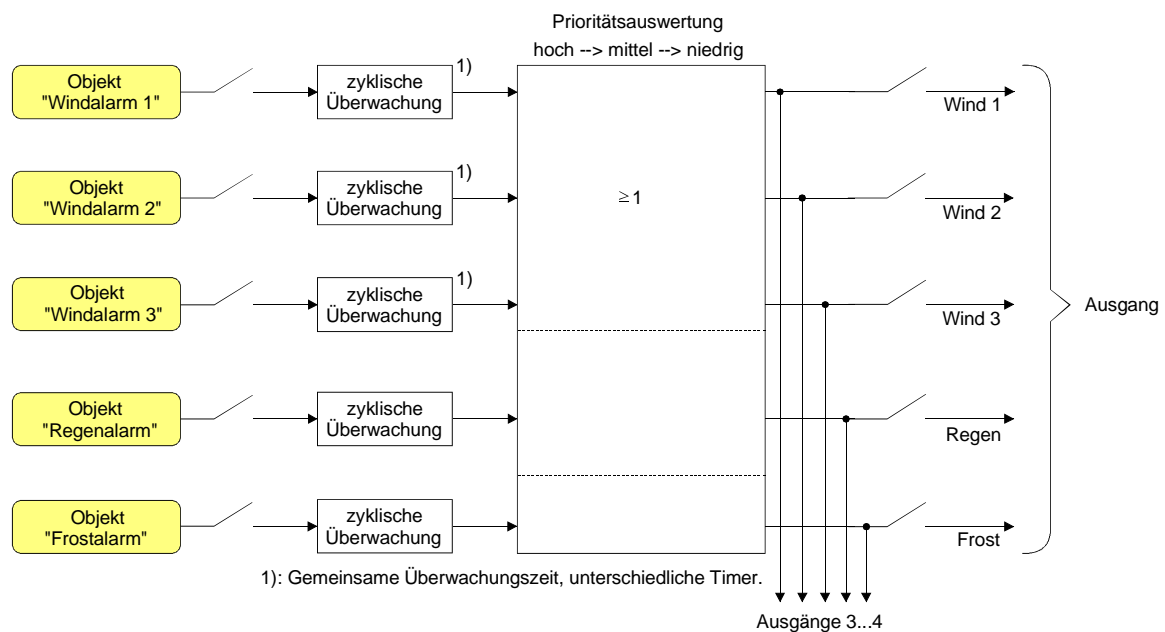 Prioritätsauswertung
hoch --> mittel --> niedrig
Objekt
"Windalarm 1"
zyklische
Überwachung
1)
Wind 1
Objekt
"Windalarm 2"
zyklische
Überwachung
1)
≥1
Wind 2
Objekt
"Windalarm 3"
zyklische
Überwachung
1)
Wind 3
Ausgang
Objekt
"Regenalarm"
zyklische
Überwachung
Regen
Objekt
"Frostalarm"
zyklische
Überwachung
Frost
1): Gemeinsame Überwachungszeit, unterschiedliche Timer.
Ausgänge 3...4